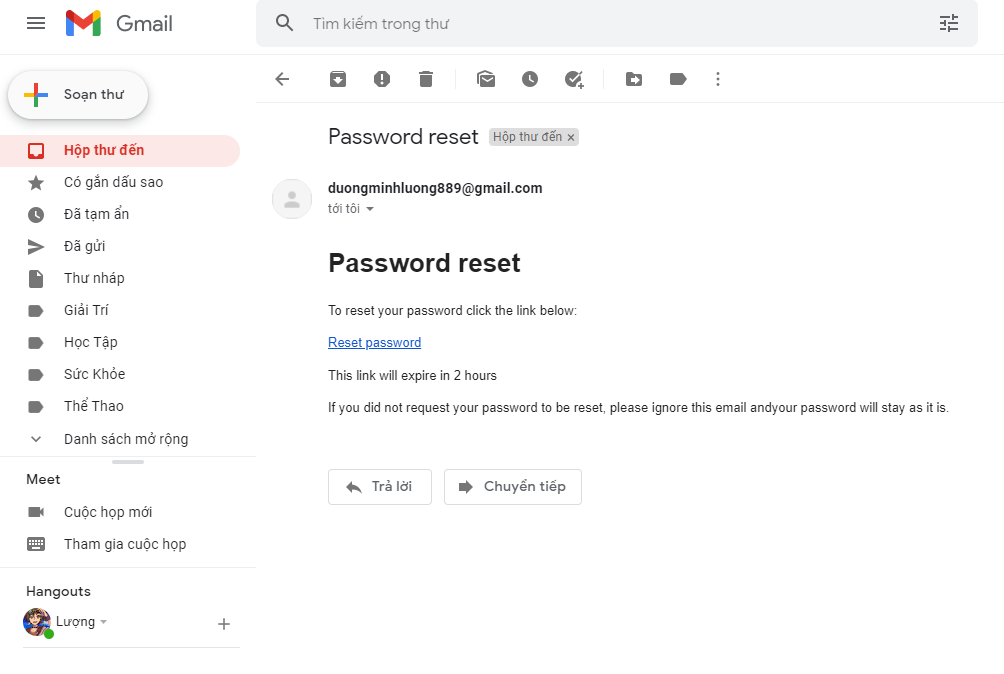 Gmail
Tìm kiếm trong thư
Soạn thư
Hộp thư đến
Có gắn dấu sao
Đã tạm ẩn
Đã gửi
Thư nháp
Giải Trí
Học Tập
Sức Khỏe
Thể Thao
Danh sách mở rộng
Meet
Cuộc họp mới
Tham gia cuộc họp
Hangouts
Lượng
Password reset Hộp thư đến ×
duongminhluong889@gmail.com
tới tôi
Password reset
To reset your password click the link below:
Reset password
This link will expire in 2 hours
If you did not request your password to be reset, please ignore this email andyour password will stay as it is.
Trả lời Chuyển tiếp